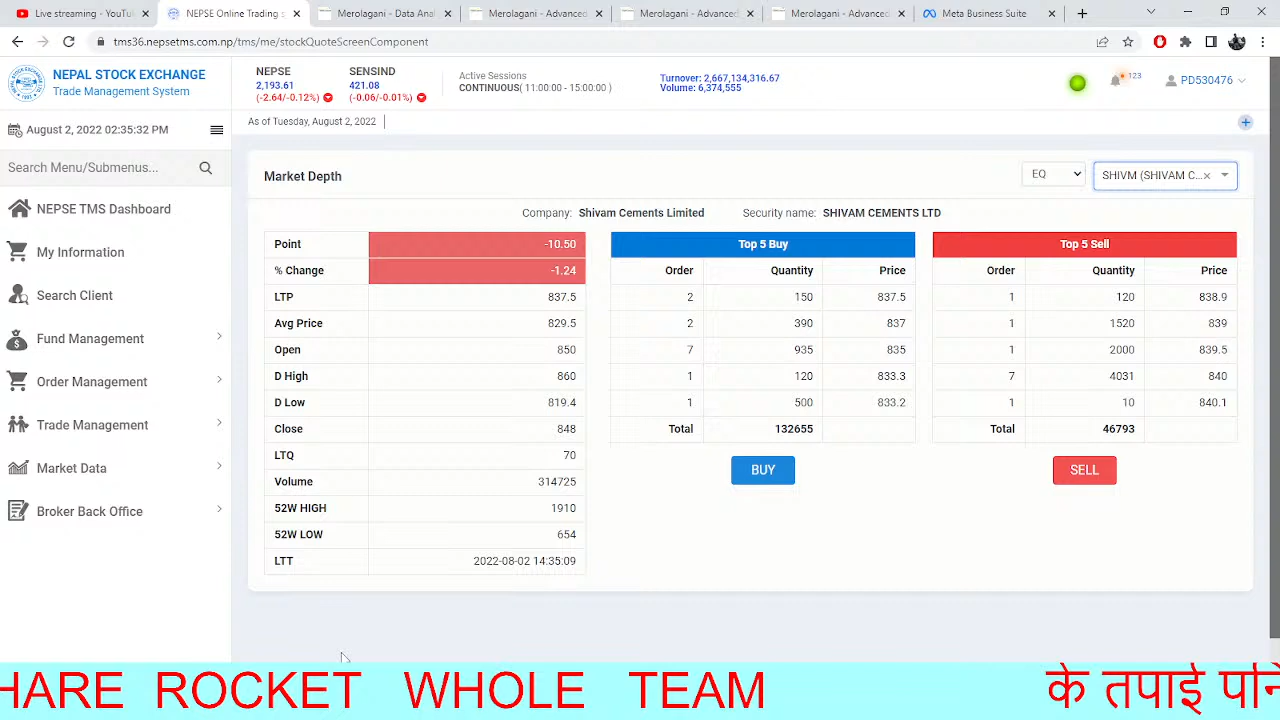 Live streaming - YouTu
NEPSE Online Trading s
Merolagani - Data Anal
Merolagani - Advanced
Merolagani - Advanced
Merolagani - Advanced
Meta Business Suite
tms36.nepsetms.com.np/tms/me/stockQuoteScreenComponent
NEPAL STOCK EXCHANGE
Trade Management System
NEPSE
2,193.61
(-2.64/-0.12%)
SENSIND
421.08
(-0.06/-0.01%)
Active Sessions
CONTINUOUS( 11:00:00 - 15:00:00 )
Turnover: 2,667,134,316.67
Volume: 6,374,555
123
PD530476
August 2, 2022 02:35:32 PM
As of Tuesday, August 2, 2022
Search Menu/Submenus...
NEPSE TMS Dashboard
My Information
Search Client
Fund Management
Order Management
Trade Management
Market Data
Broker Back Office
Market Depth
EQ
SHIVM (SHIVAM C...
Company: Shivam Cements Limited Security name: SHIVAM CEMENTS LTD
Point -10.50
% Change -1.24
LTP 837.5
Avg Price 829.5
Open 850
D High 860
D Low 819.4
Close 848
LTQ 70
Volume 314725
52W HIGH 1910
52W LOW 654
LTT 2022-08-02 14:35:09
Top 5 Buy
Order Quantity Price
2 150 837.5
2 390 837
7 935 835
1 120 833.3
1 500 833.2
Total 132655
BUY
Top 5 Sell
Order Quantity Price
1 120 838.9
1 1520 839
1 2000 839.5
7 4031 840
1 10 840.1
Total 46793
SELL
HARE ROCKET WHOLE TEAM के तपाई पनि